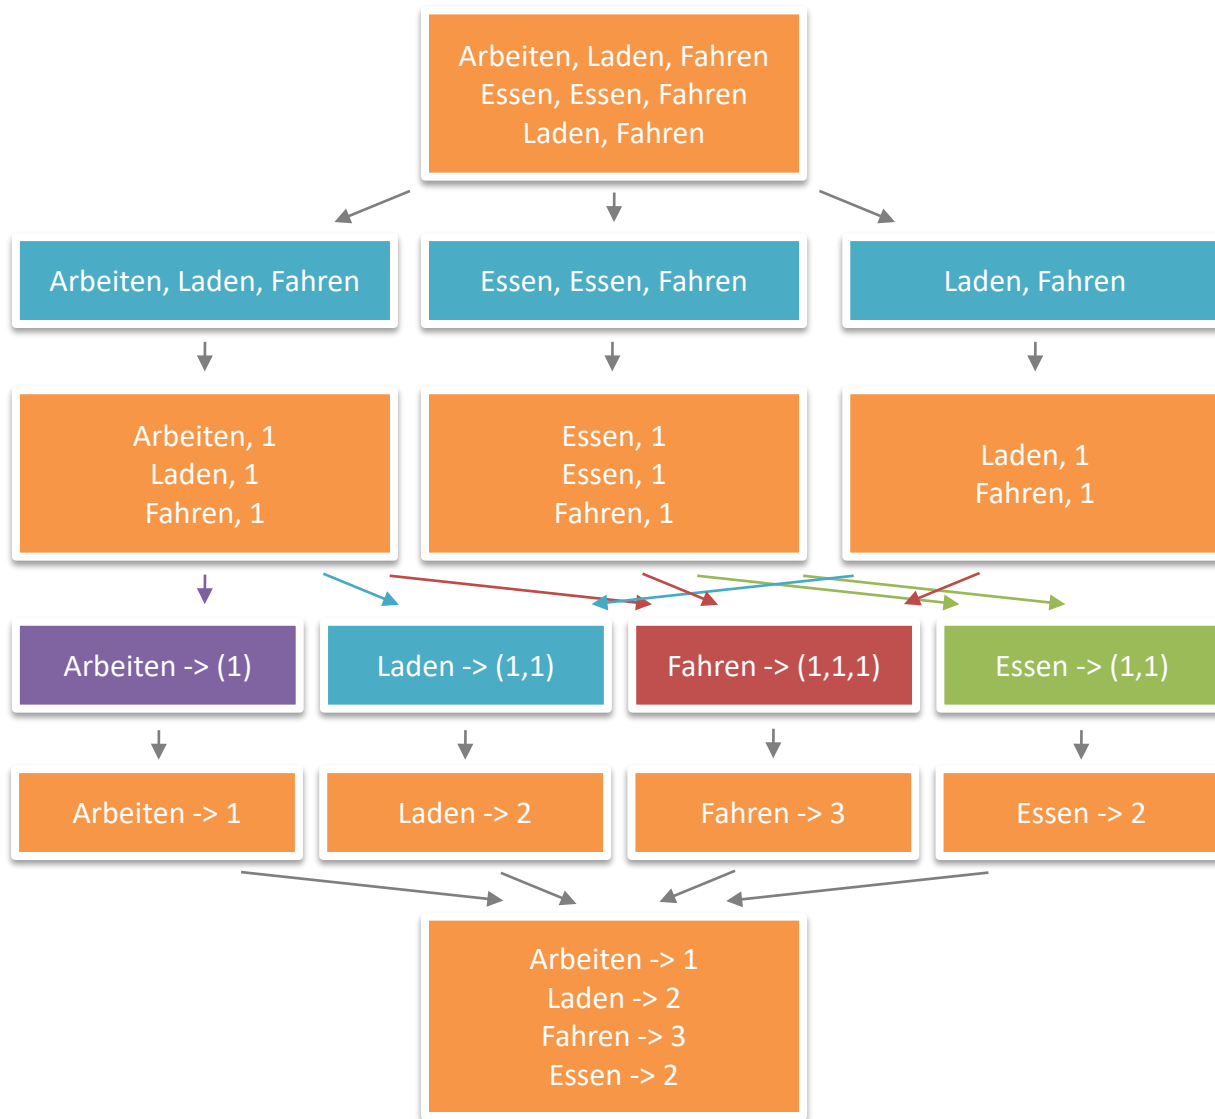 Arbeiten, Laden, Fahren
Essen, Essen, Fahren
Laden, Fahren
Arbeiten, Laden, Fahren
Essen, Essen, Fahren
Laden, Fahren
Arbeiten, 1
Laden, 1
Fahren, 1
Essen, 1
Essen, 1
Fahren, 1
Laden, 1
Fahren, 1
Arbeiten -> (1)
Laden -> (1,1)
Fahren -> (1,1,1)
Essen -> (1,1)
Arbeiten -> 1
Laden -> 2
Fahren -> 3
Essen -> 2
Arbeiten -> 1
Laden -> 2
Fahren -> 3
Essen -> 2